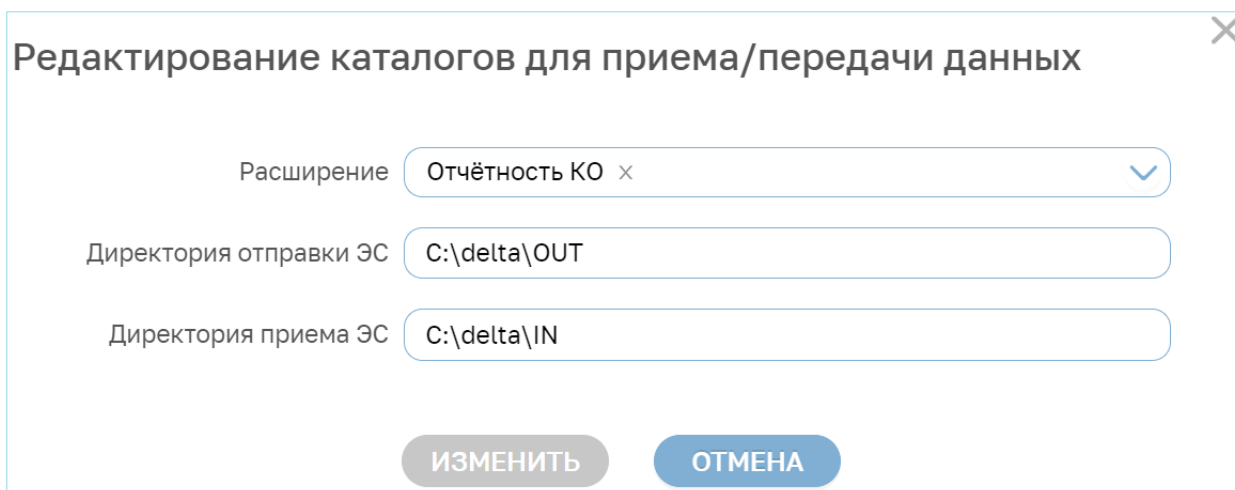 Редактирование каталогов для приема/передачи данных
Расширение Отчётность КО
Директория отправки ЭС C:\delta\OUT
Директория приема ЭС C:\delta\IN
ИЗМЕНИТЬ ОТМЕНА